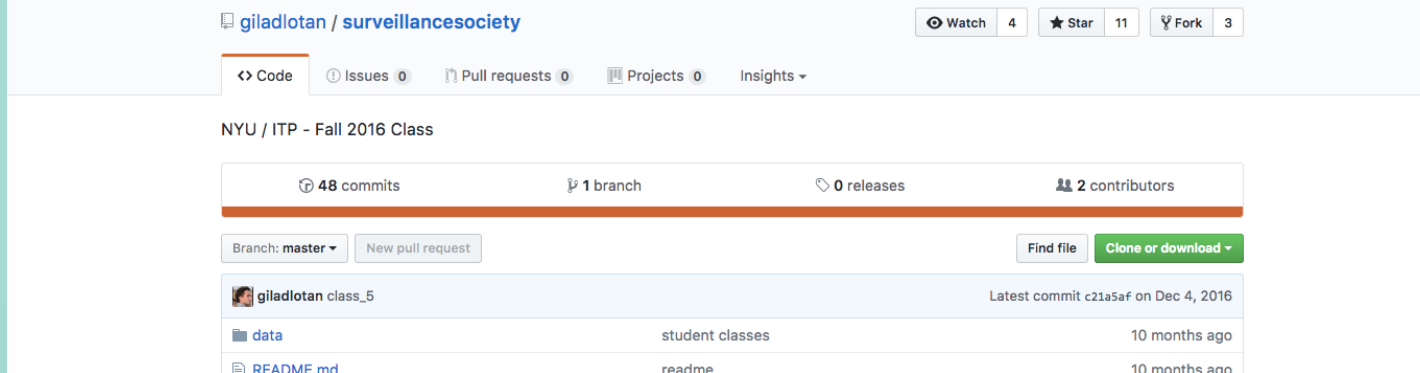 giladlotan / surveillancesociety
Watch 4 Star 11 Fork 3
Code Issues 0 Pull requests 0 Projects 0 Insights
NYU / ITP - Fall 2016 Class
48 commits 1 branch 0 releases 2 contributors
Branch: master New pull request Find file Clone or download
giladlotan class_5 Latest commit c21a5af on Dec 4, 2016
data student classes 10 months ago
README.md readme 10 months ago